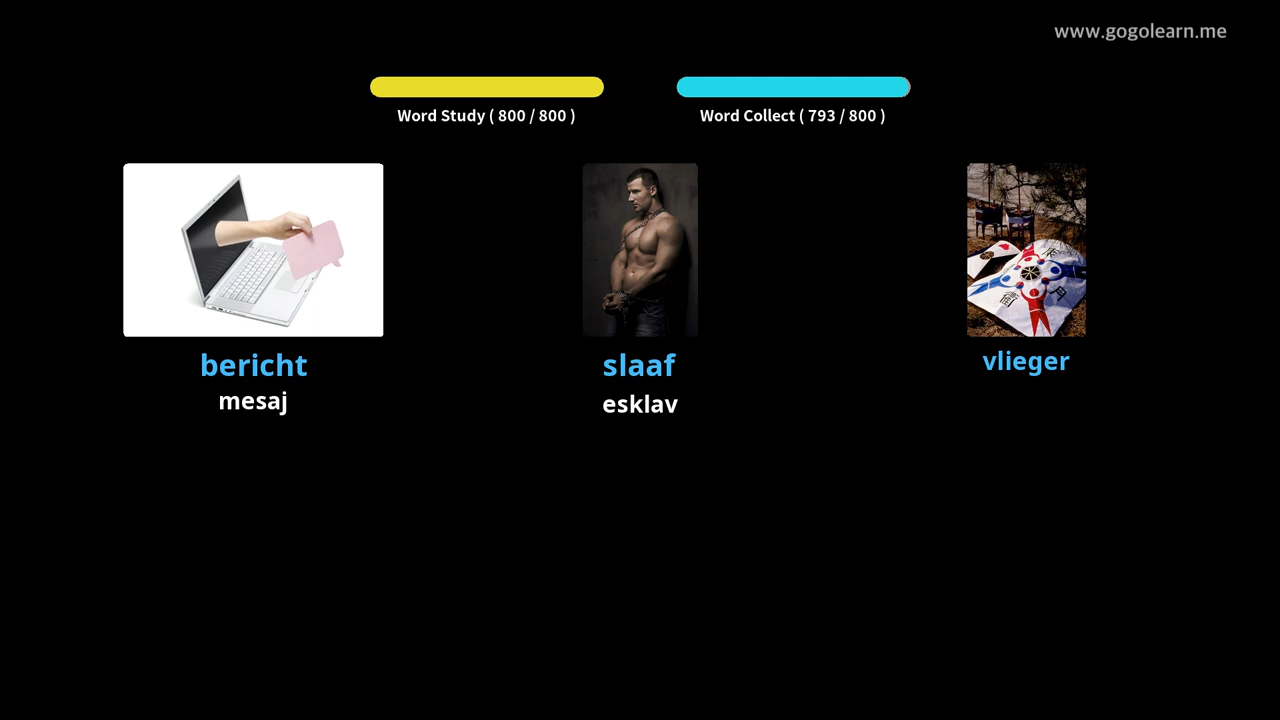 www.gogolearn.me
Word Study ( 800 / 800 )
Word Collect ( 793 / 800 )
bericht
mesaj
slaaf
esklav
vlieger